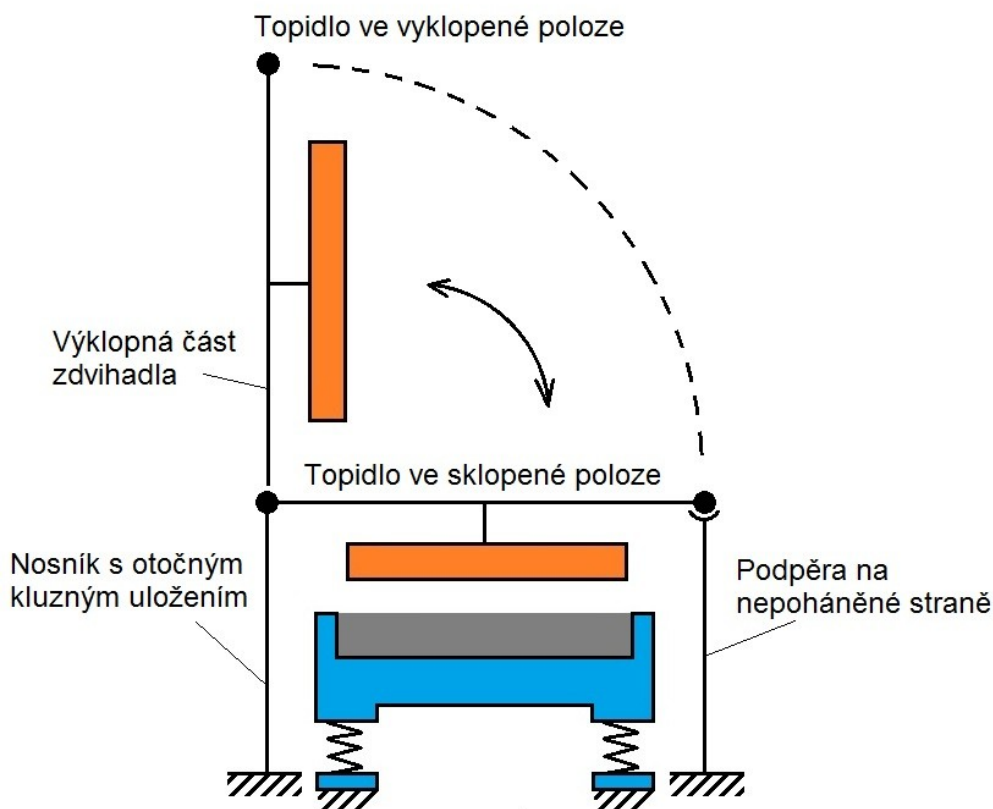 Topidlo ve vyklopené poloze
Výklopná část
zdvihadla
Topidlo ve sklopené poloze
Nosník s otočným
kluzným uložením
Podpěra na
nepoháněné straně